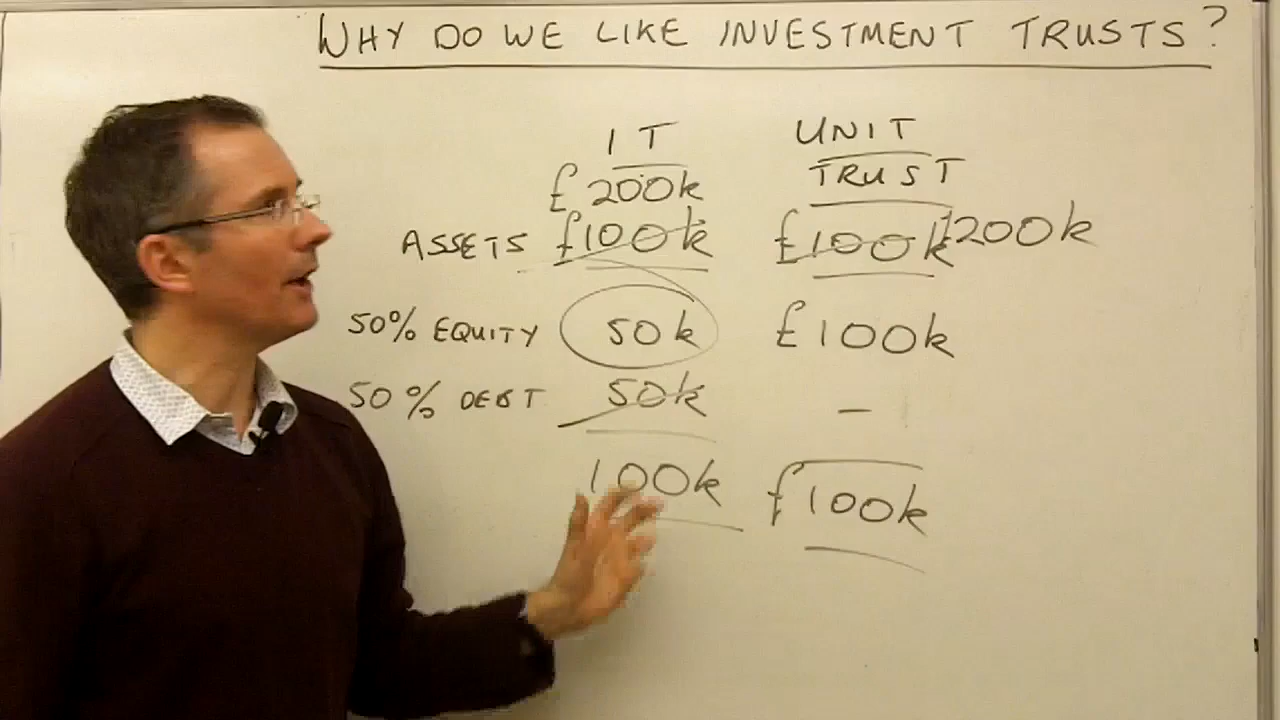 WHY DO WE LIKE INVESTMENT TRUSTS?
IT UNIT
TRUST
£200k
ASSETS £100k £100k 200k
50% EQUITY 50k £100k
50% DEBT 50k –
100k £100k